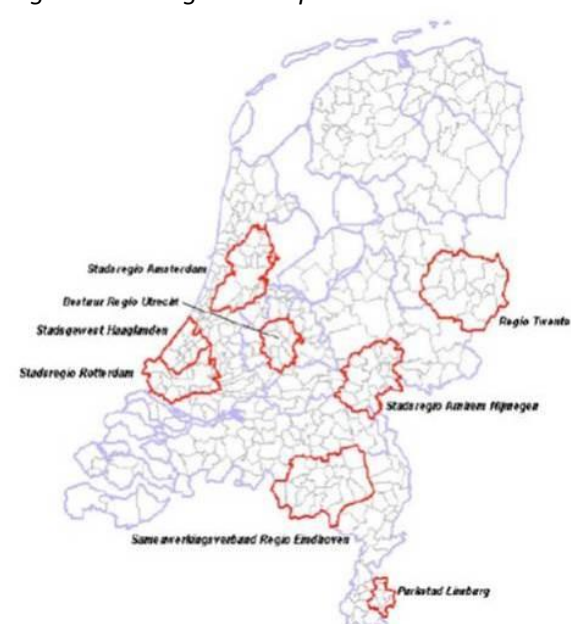 Stadsregio Amsterdam
Bestuur Regio Utrecht
Stadsgewest Haaglanden
Regio Twente
Stadsregio Rotterdam
Stadsregio Arnhem Nijmegen
Samenwerkingsverband Regio Eindhoven
Parkstad Limburg